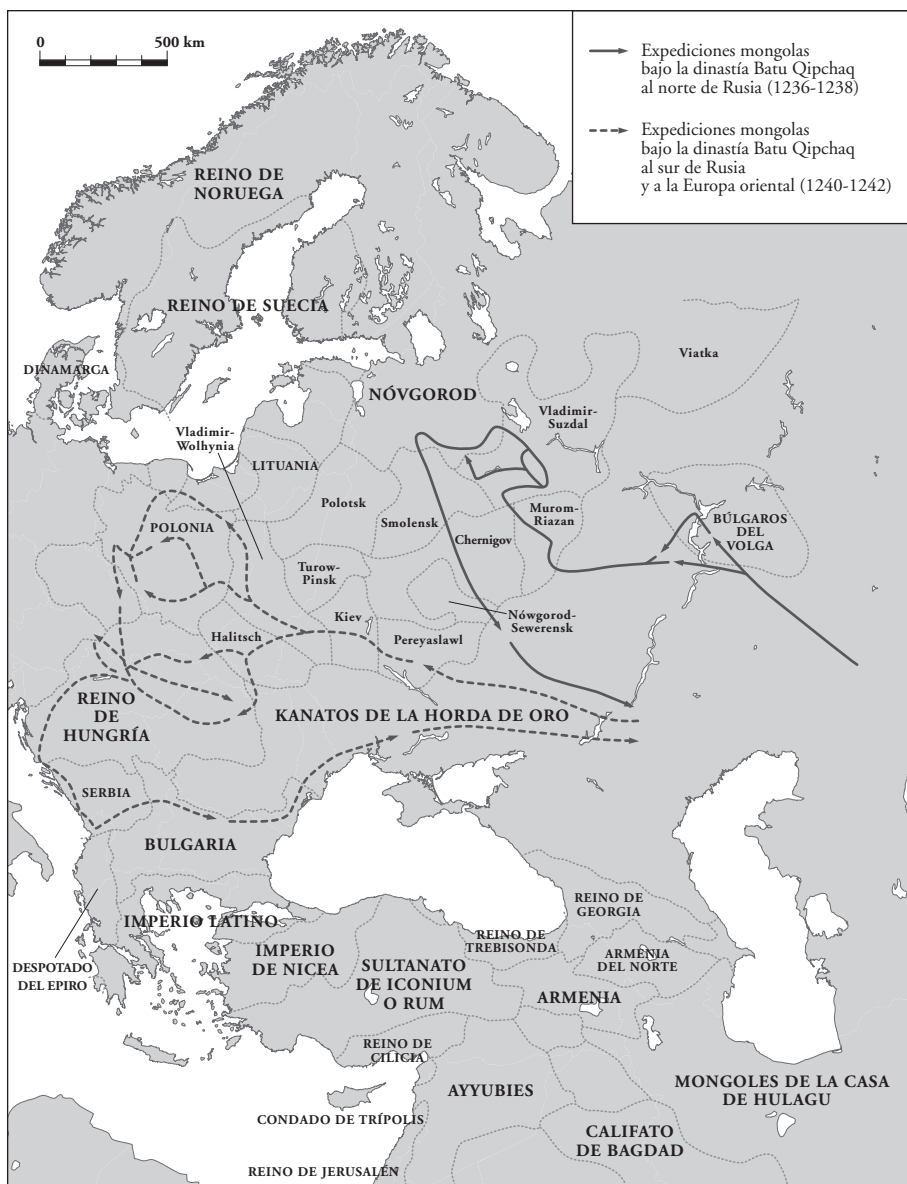 0
500 km
Expediciones mongolas
bajo la dinastía Batu Qipchaq
al norte de Rusia (1236-1238)
Expediciones mongolas
bajo la dinastía Batu Qipchaq
al sur de Rusia
y a la Europa oriental (1240-1242)
REINO DE
NORUEGA
REINO DE SUECIA
DINAMARCA
NÓVGOROD
Viatka
Vladimir-
Suzdal
Vladimir-
Wolhynia
LITUANIA
Polotsk
Smolensk
Murom-
Riazan
BÚLGAROS
DEL
VOLGA
POLONIA
Chernigov
Turow-
Pinsk
Nówgorod-
Sewerensk
Kiev
Halitsch
Pereyaslawl
REINO
DE
HUNGRÍA
KANATOS DE LA HORDA DE ORO
SERBIA
BULGARIA
REINO DE
GEORGIA
IMPERIO LATINO
REINO DE
TREBISONDA
ARMENIA
DEL NORTE
IMPERIO
DE NICEA
DESPOTADO
DEL EPIRO
SULTANATO
DE ICONIUM
O RUM
ARMENIA
REINO DE
CILICIA
AYYUBIES
MONGOLES DE LA CASA
DE HULAGU
CONDADO DE TRÍPOLIS
CALIFATO
DE BAGDAD
REINO DE JERUSALÉN